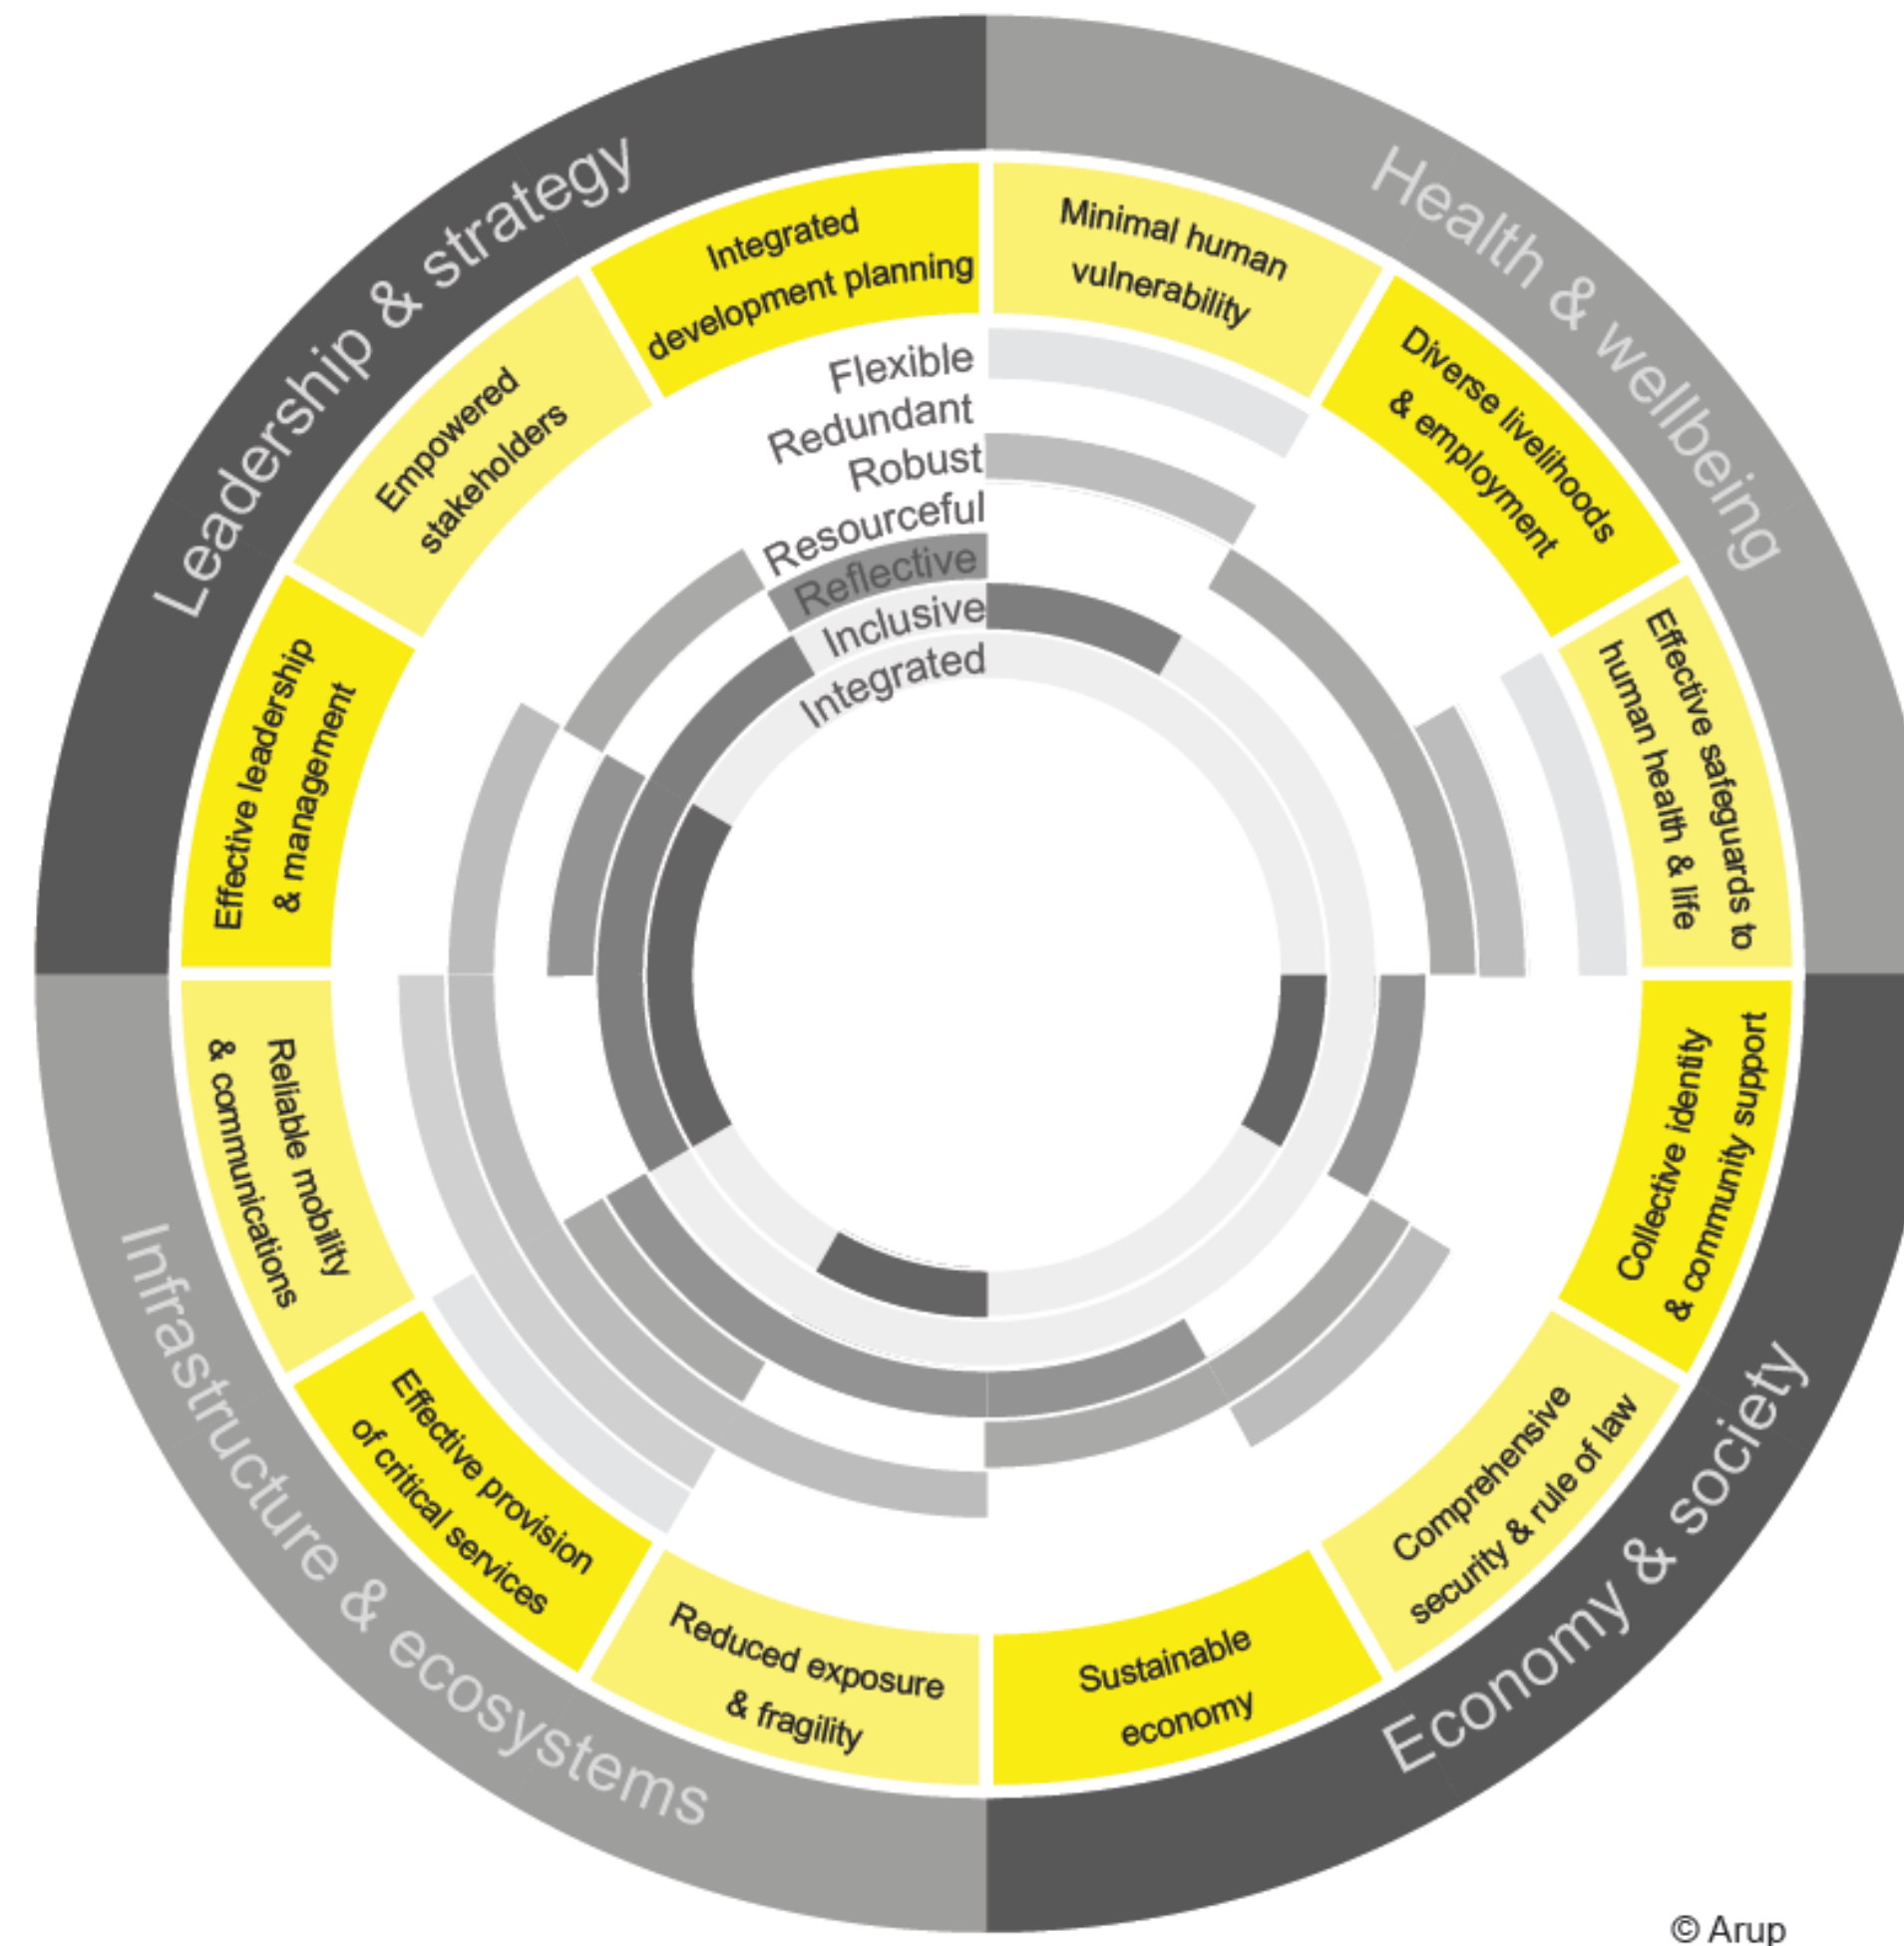 Leadership & strategy
Health & wellbeing
Economy & society
Infrastructure & ecosystems
Integrated
development planning
Minimal human
vulnerability
Diverse livelihoods
& employment
Effective safeguards to
human health & life
Collective identity
& community support
Comprehensive
security & rule of law
Sustainable
economy
Reduced exposure
& fragility
Effective provision
of critical services
Reliable mobility
& communications
Effective leadership
& management
Empowered
stakeholders
Flexible
Redundant
Robust
Resourceful
Reflective
Inclusive
Integrated
© Arup